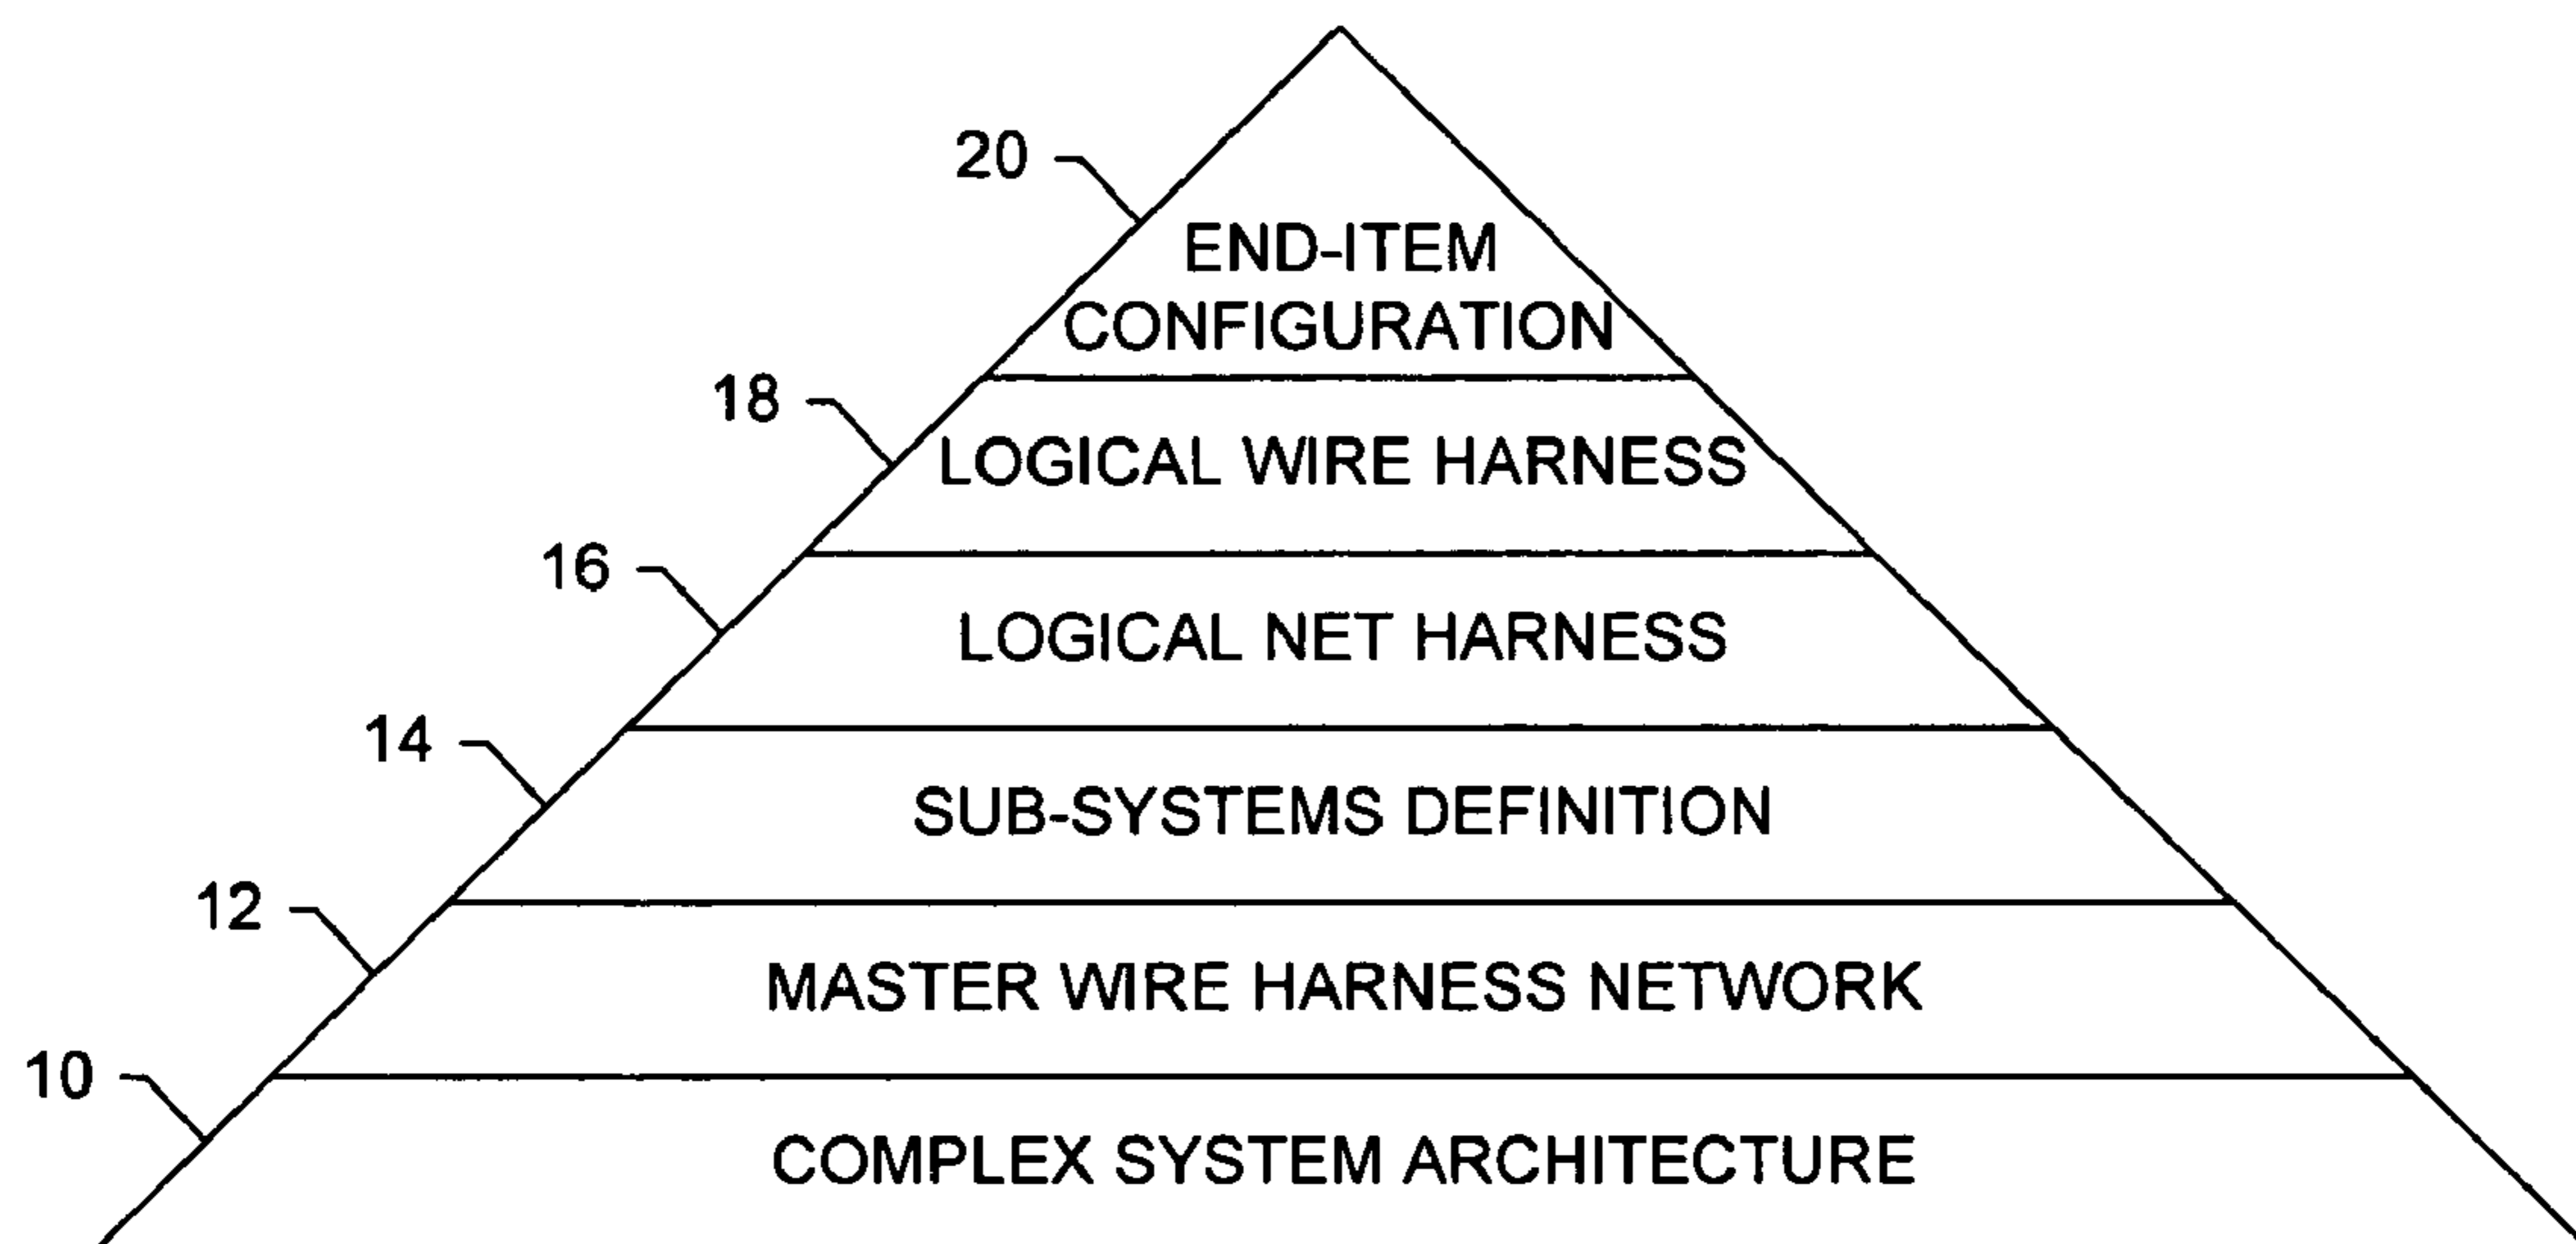 20
END-ITEM
CONFIGURATION
18
LOGICAL WIRE HARNESS
16
LOGICAL NET HARNESS
14
SUB-SYSTEMS DEFINITION
12
MASTER WIRE HARNESS NETWORK
10
COMPLEX SYSTEM ARCHITECTURE